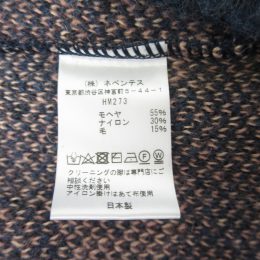 (株) ネペンテス
東京都渋谷区神宮前5-44-1
HM273
モヘヤ 55%
ナイロン 30%
毛 15%
クリーニングの際は専門店にご
相談ください
中性洗剤使用
アイロン掛けはあて布使用
日本製